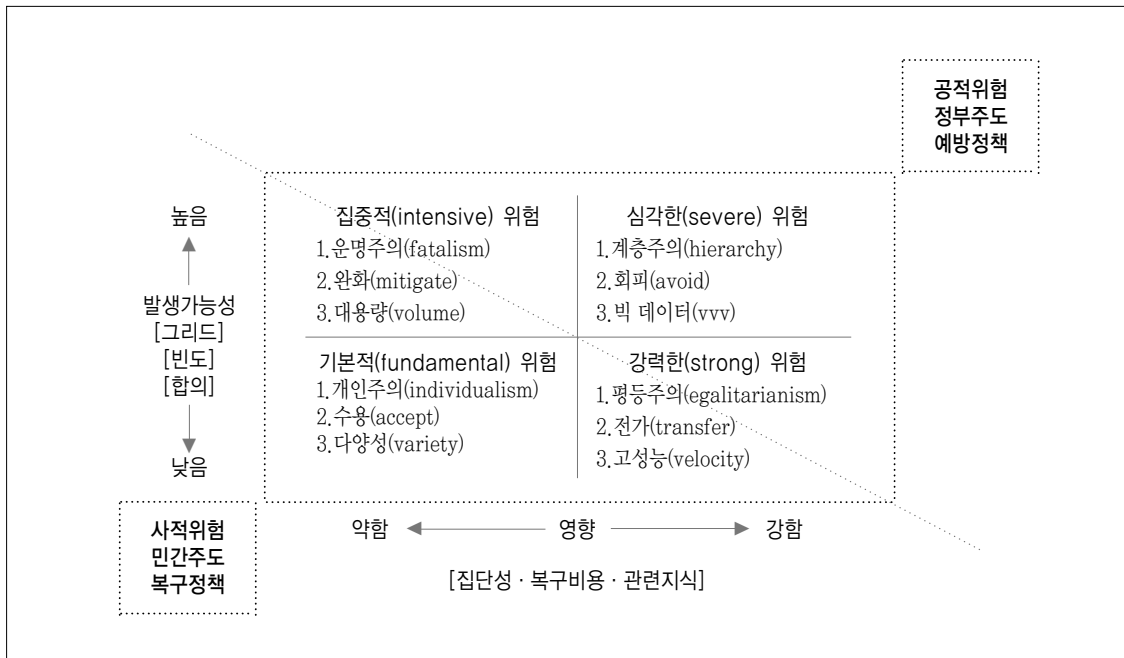 공적위험
정부주도
예방정책
집중적(intensive) 위험
1.운명주의(fatalism)
2.완화(mitigate)
3.대용량(volume)
심각한(severe) 위험
1.계층주의(hierarchy)
2.회피(avoid)
3.빅 데이터(vvv)
높음
발생가능성
[그리드]
[빈도]
[합의]
낮음
기본적(fundamental) 위험
1.개인주의(individualism)
2.수용(accept)
3.다양성(variety)
강력한(strong) 위험
1.평등주의(egalitarianism)
2.전가(transfer)
3.고성능(velocity)
사적위험
민간주도
복구정책
약함 영향 강함
[집단성 · 복구비용 · 관련지식]